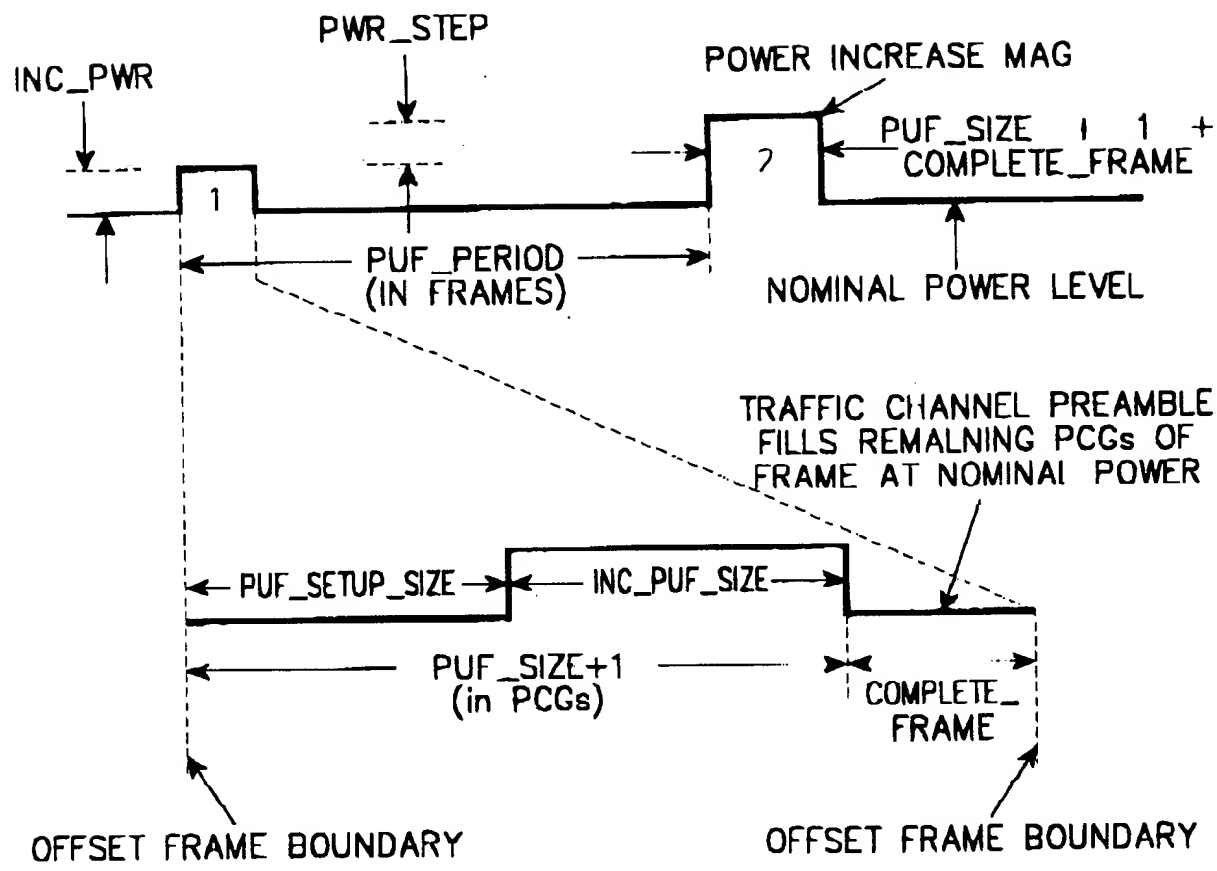 PWR_STEP
INC_PWR
POWER INCREASE MAG
PUF_SIZE ı 1 +
COMPLETE_FRAME
1
2
PUF_PERIOD
(IN FRAMES)
NOMINAL POWER LEVEL
TRAFFIC CHANNEL PREAMBLE
FILLS REMALNING PCGs OF
FRAME AT NOMINAL POWER
PUF_SETUP_SIZE
INC_PUF_SIZE
PUF_SIZE+1
(in PCGs)
COMPLETE_
FRAME
OFFSET FRAME BOUNDARY
OFFSET FRAME BOUNDARY